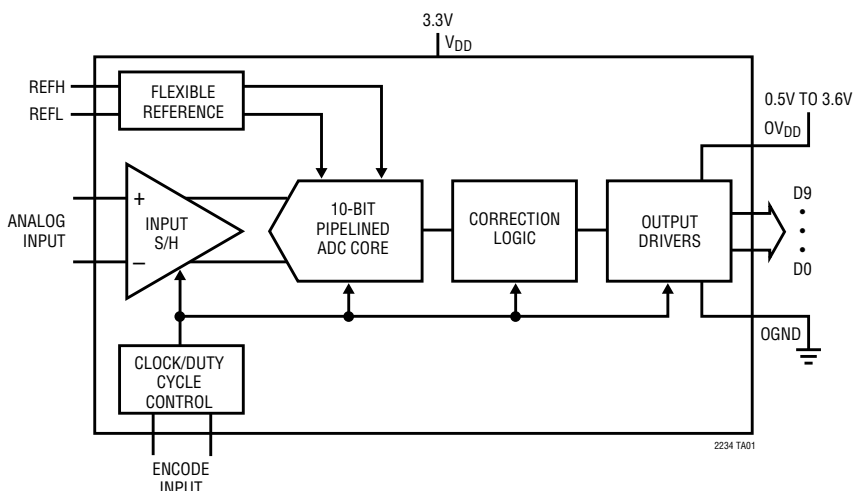 3.3V
VDD
REFH
REFL
FLEXIBLE
REFERENCE
0.5V TO 3.6V
OVDD
ANALOG
INPUT
+
–
INPUT
S/H
10-BIT
PIPELINED
ADC CORE
CORRECTION
LOGIC
OUTPUT
DRIVERS
D9
•
•
•
D0
OGND
CLOCK/DUTY
CYCLE
CONTROL
2234 TA01
ENCODE
INPUT